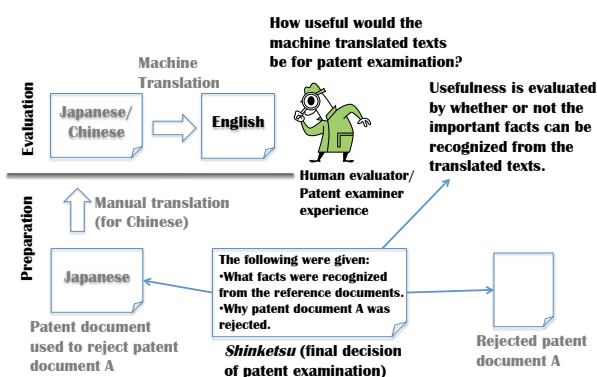 How useful would the
machine translated texts
be for patent examination?
Machine
Translation
Evaluation
Japanese/
Chinese
English
Usefulness is evaluated
by whether or not the
important facts can be
recognized from the
translated texts.
Human evaluator/
Patent examiner
experience
Preparation
Manual translation
(for Chinese)
Japanese
The following were given:
•What facts were recognized
from the reference documents.
•Why patent document A was
rejected.
Patent document
used to reject patent
document A
Shinketsu (final decision
of patent examination)
Rejected patent
document A